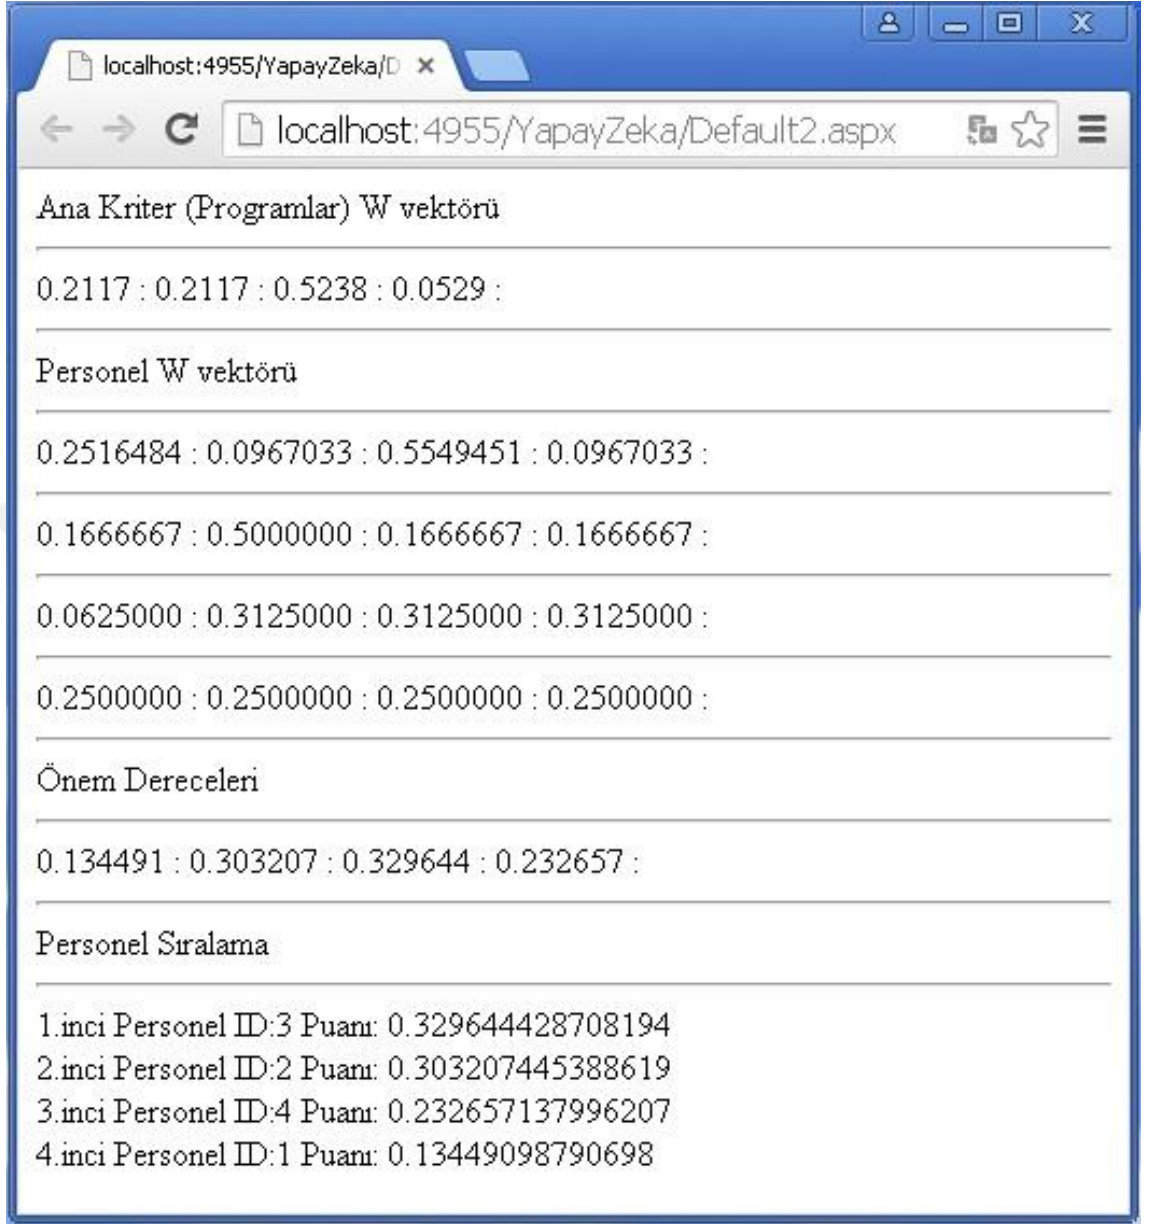 localhost:4955/YapayZeka/D
localhost:4955/YapayZeka/Default2.aspx
Ana Kriter (Programlar) W vektörü
0.2117 : 0.2117 : 0.5238 : 0.0529 :
Personel W vektörü
0.2516484 : 0.0967033 : 0.5549451 : 0.0967033 :
0.1666667 : 0.5000000 : 0.1666667 : 0.1666667 :
0.0625000 : 0.3125000 : 0.3125000 : 0.3125000 :
0.2500000 : 0.2500000 : 0.2500000 : 0.2500000 :
Önem Dereceleri
0.134491 : 0.303207 : 0.329644 : 0.232657 :
Personel Sıralama
1.inci Personel ID:3 Puanı: 0.329644428708194
2.inci Personel ID:2 Puanı: 0.303207445388619
3.inci Personel ID:4 Puanı: 0.232657137996207
4.inci Personel ID:1 Puanı: 0.13449098790698